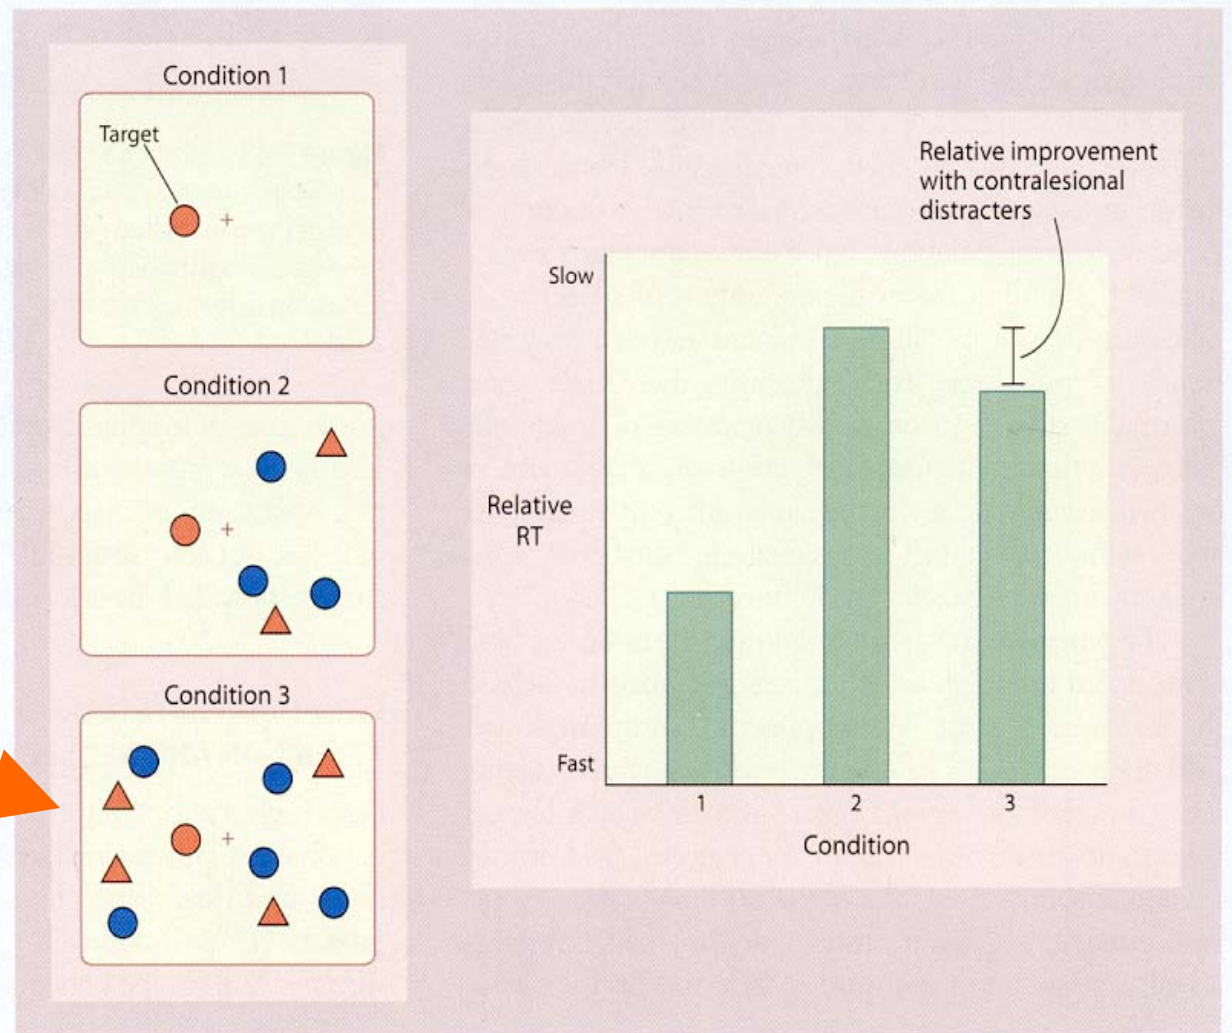 Condition 1
Target
+
Condition 2
+
Condition 3
+
Relative improvement
with contralesional
distracters
Slow
Relative
RT
Fast
1 2 3
Condition